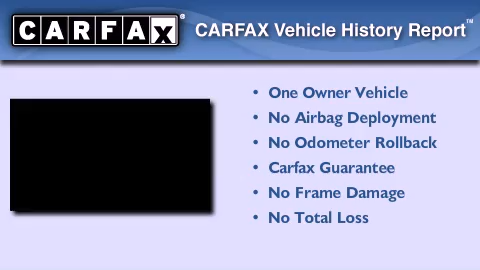 CARFAX® CARFAX Vehicle History Report™
• One Owner Vehicle
• No Airbag Deployment
• No Odometer Rollback
• Carfax Guarantee
• No Frame Damage
• No Total Loss